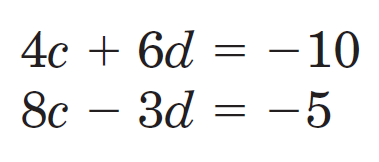 4c + 6d = −10
8c − 3d = −5